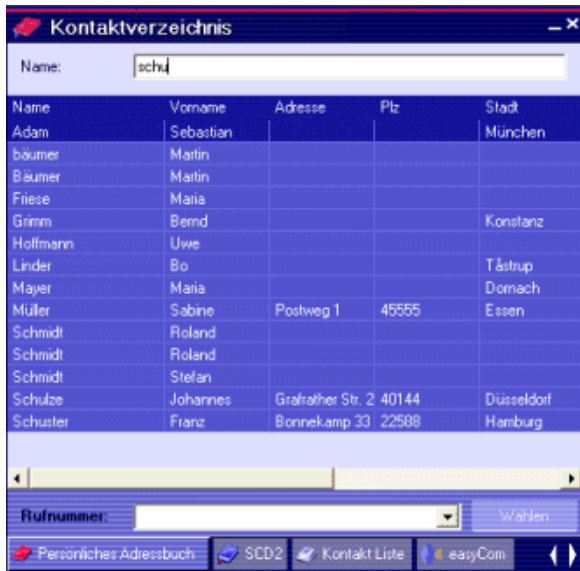 Kontaktverzeichnis
Name: schu
Name Vorname Adresse Plz Stadt
Adam Sebastian München
bäumer Martin
Bäumer Martin
Friese Maria
Grimm Bernd Konstanz
Hoffmann Uwe
Linder Bo Tåstrup
Mayer Maria Dornach
Müller Sabine Postweg 1 45555 Essen
Schmidt Roland
Schmidt Roland
Schmidt Stefan
Schulze Johannes Grafrather Str. 2 40144 Düsseldorf
Schuster Franz Bonnekamp 33 22588 Hamburg
Rufnummer: Wählen
Persönliches Adressbuch SCD2 Kontakt Liste easyCom